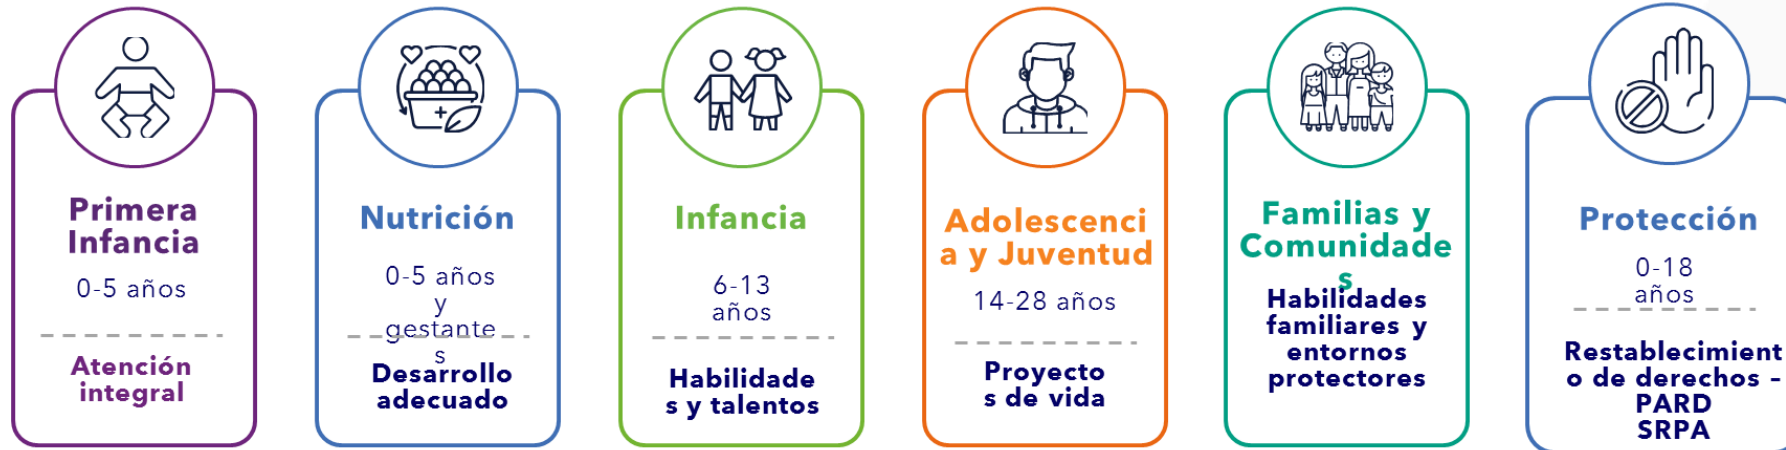 Primera
Infancia
0-5 años
Atención
integral
Nutrición
0-5 años
y
gestante
s
Desarrollo
adecuado
Infancia
6-13
años
Habilidade
s y talentos
Adolescenci
a y Juventud
14-28 años
Proyecto
s de vida
Familias y
Comunidade
s
Habilidades
familiares y
entornos
protectores
Protección
0-18
años
Restablecimient
o de derechos –
PARD
SRPA